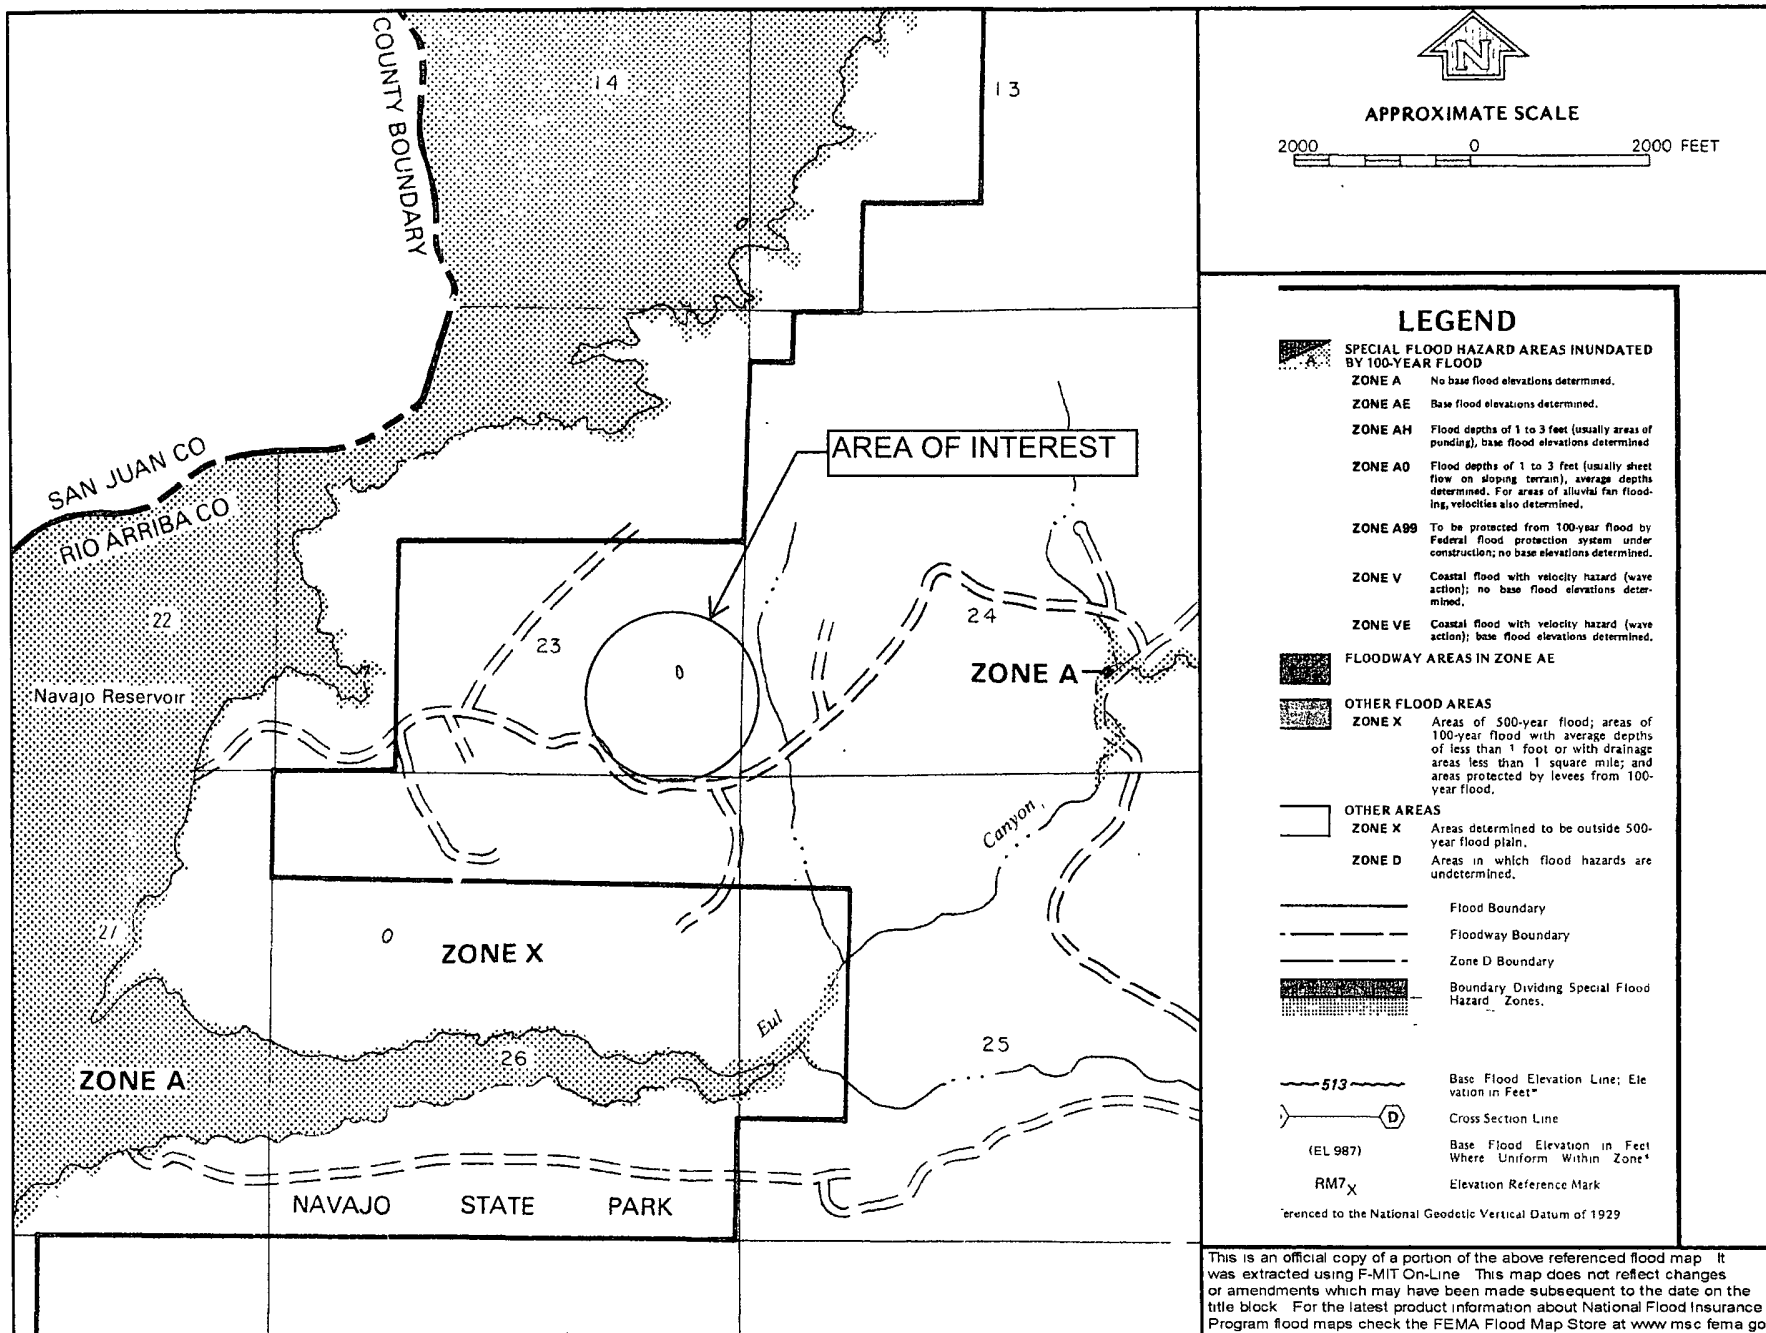 COUNTY BOUNDARY
14
13
SAN JUAN CO
RIO ARRIBA CO
AREA OF INTEREST
22
23
24
Navajo Reservoir
ZONE A
Canyon
21
ZONE X
Eul
26
25
ZONE A
NAVAJO STATE PARK
N
APPROXIMATE SCALE
2000 0 2000 FEET
LEGEND
A
SPECIAL FLOOD HAZARD AREAS INUNDATED
BY 100-YEAR FLOOD
ZONE A No base flood elevations determined.
ZONE AE Base flood elevations determined.
ZONE AH Flood depths of 1 to 3 feet (usually areas of
ponding), base flood elevations determined
ZONE A0 Flood depths of 1 to 3 feet (usually sheet
flow on sloping terrain), average depths
determined. For areas of alluvial fan flood-
ing, velocities also determined.
ZONE A99 To be protected from 100-year flood by
Federal flood protection system under
construction; no base elevations determined.
ZONE V Coastal flood with velocity hazard (wave
action); no base flood elevations deter-
mined.
ZONE VE Coastal flood with velocity hazard (wave
action); base flood elevations determined.
FLOODWAY AREAS IN ZONE AE
OTHER FLOOD AREAS
ZONE X Areas of 500-year flood; areas of
100-year flood with average depths
of less than 1 foot or with drainage
areas less than 1 square mile; and
areas protected by levees from 100-
year flood.
OTHER AREAS
ZONE X Areas determined to be outside 500-
year flood plain.
ZONE D Areas in which flood hazards are
undetermined.
Flood Boundary
Floodway Boundary
Zone D Boundary
Boundary Dividing Special Flood
Hazard Zones.
513 Base Flood Elevation Line; Ele
vation in Feet*
D Cross Section Line
(EL 987) Base Flood Elevation in Feet
Where Uniform Within Zone*
RM7X Elevation Reference Mark
erenced to the National Geodetic Vertical Datum of 1929
This is an official copy of a portion of the above referenced flood map It
was extracted using F-MIT On-Line This map does not reflect changes
or amendments which may have been made subsequent to the date on the
title block For the latest product information about National Flood Insurance
Program flood maps check the FEMA Flood Map Store at www msc fema go